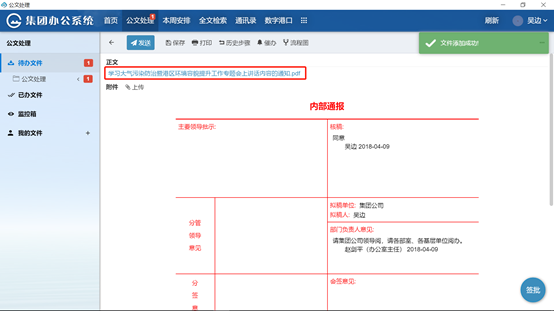 公文处理
集团办公系统 首页 公文处理 1 本周安排 全文检索 通讯录 数字港口 刷新 吴边
公文处理
发送 保存 打印 历史步骤 催办 流程图
文件添加成功!
待办文件 1
公文处理 1
已办文件
监控箱
我的文件 +
正文
学习大气污染防治暨港区环境容貌提升工作专题会上讲话内容的通知.pdf
附件 上传
内部通报
主要领导批示:
核稿:
同意
吴边 2018-04-09
分管
领导
意见
拟稿单位: 集团公司
拟稿人: 吴边
部门负责人意见:
请集团公司领导阅，请各部室、各基层单位阅办。
赵剑平（办公室主任） 2018-04-09
分
签
意
会签意见:
签批